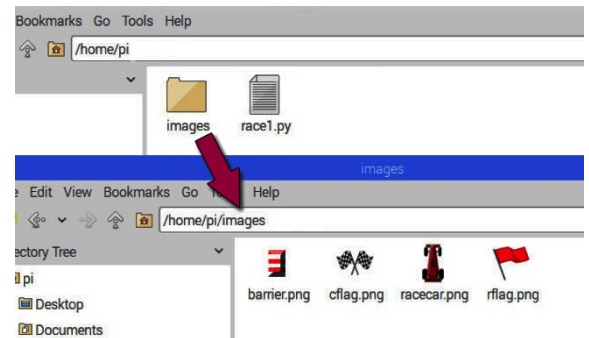 Bookmarks Go Tools Help
/home/pi
images race1.py
images
Edit View Bookmarks Go Help
/home/pi/images
ectory Tree
pi
barrier.png cflag.png racecar.png rflag.png
Desktop
Documents